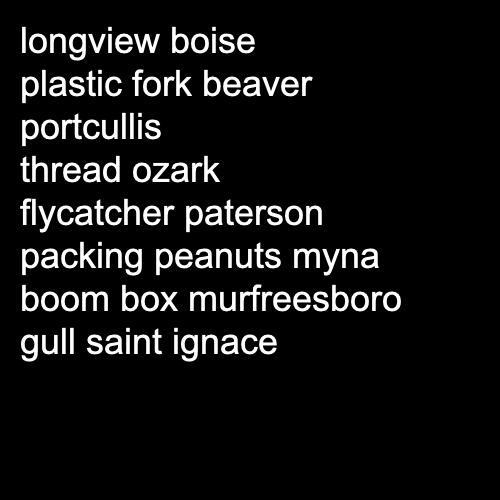 longview boise
plastic fork beaver
portcullis
thread ozark
flycatcher paterson
packing peanuts myna
boom box murfreesboro
gull saint ignace